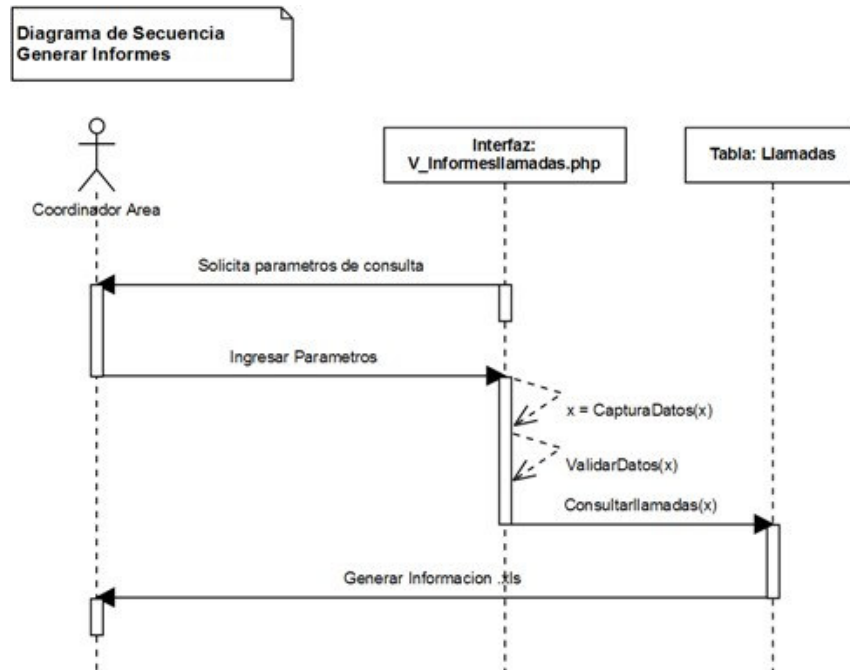 Diagrama de Secuencia
Generar Informes
Coordinador Area
Interfaz:
V_Informesllamadas.php
Tabla: Llamadas
Solicita parametros de consulta
Ingresar Parametros
x = CapturaDatos(x)
ValidarDatos(x)
Consultarllamadas(x)
Generar Informacion .xls